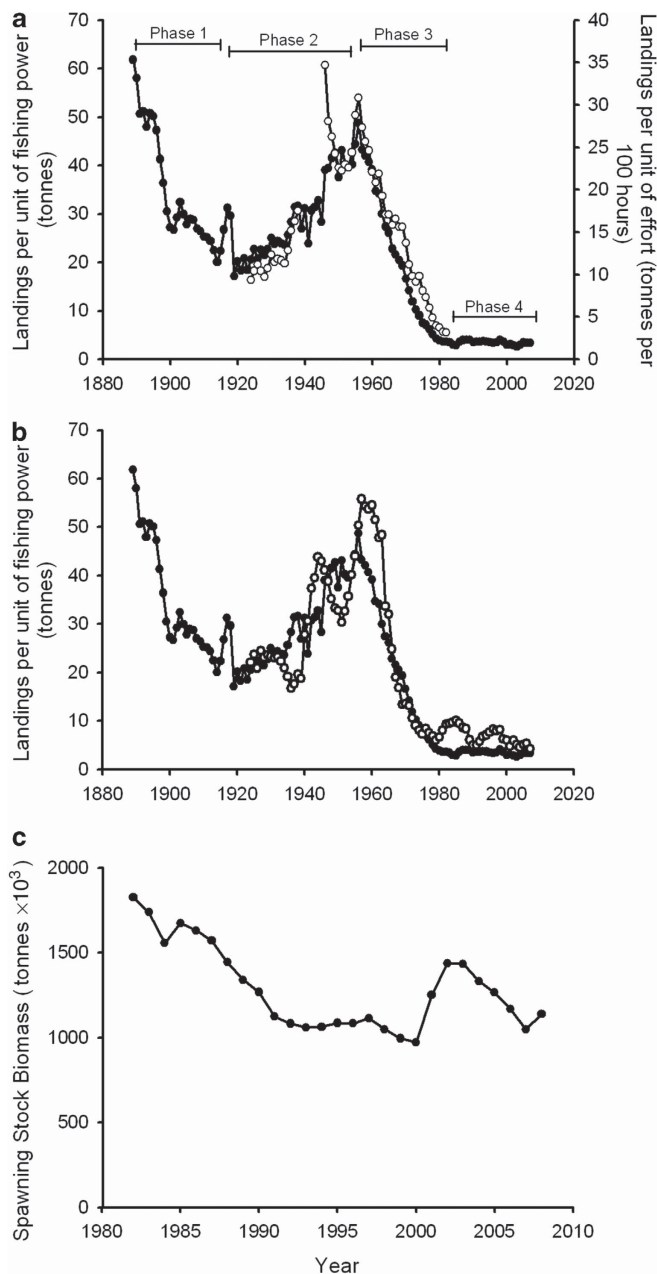 a
70
60
50
40
30
20
10
0
Landings per unit of fishing power
(tonnes)
Phase 1
Phase 2
Phase 3
Phase 4
40
35
30
25
20
15
10
5
0
Landings per unit of effort (tonnes per
100 hours)
1880 1900 1920 1940 1960 1980 2000 2020
b
70
60
50
40
30
20
10
0
Landings per unit of fishing power
(tonnes)
1880 1900 1920 1940 1960 1980 2000 2020
c
2000
1500
1000
500
0
Spawning Stock Biomass (tonnes ×10³)
1980 1985 1990 1995 2000 2005 2010
Year